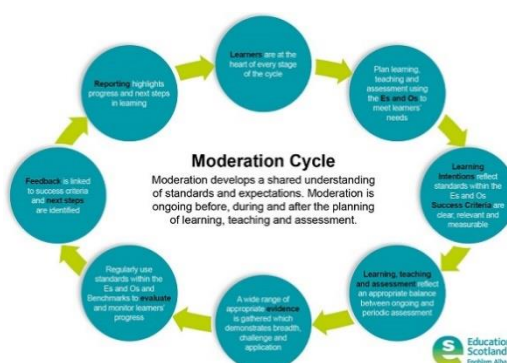 Learners are at the
heart of every stage
of the cycle
Plan learning,
teaching and
assessment using
the Es and Os to
meet learners'
needs
Learning
Intentions reflect
standards within the
Es and Os
Success Criteria are
clear, relevant and
measurable
Learning, teaching
and assessment reflect
an appropriate balance
between ongoing and
periodic assessment
A wide range of
appropriate evidence
is gathered which
demonstrates breadth,
challenge and
application
Regularly use
standards within the
Es and Os and
Benchmarks to evaluate
and monitor learners'
progress
Feedback is linked
to success criteria
and next steps
are identified
Reporting highlights
progress and next steps
in learning
Moderation Cycle
Moderation develops a shared understanding
of standards and expectations. Moderation is
ongoing before, during and after the planning
of learning, teaching and assessment.
S
Education
Scotland